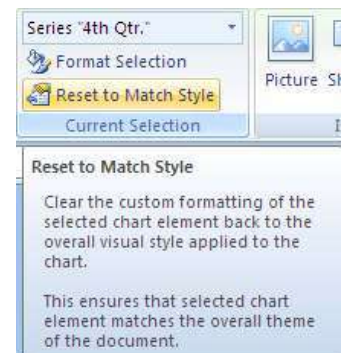 Series "4th Qtr."
Format Selection
Picture
Reset to Match Style
Current Selection
Reset to Match Style
Clear the custom formatting of the
selected chart element back to the
overall visual style applied to the
chart.
This ensures that selected chart
element matches the overall theme
of the document.